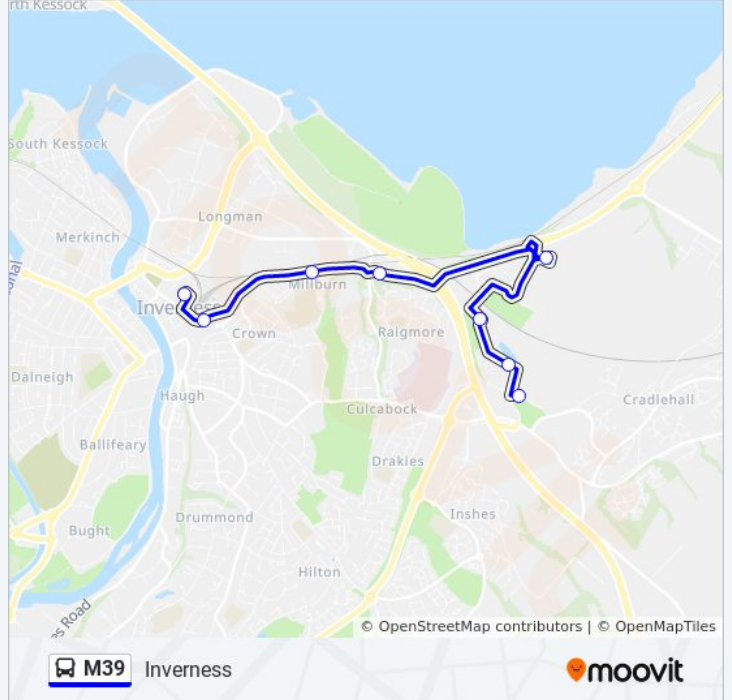 rth Kessock
South Kessock
Longman
Merkinch
Inverness
Millburn
Crown
Raigmore
Dalneigh
Haugh
Culcabock
Cradlehall
Ballifeary
Drakies
Drummond
Inshes
Bught
Hilton
es Road
© OpenStreetMap contributors | © OpenMapTiles
M39 Inverness
moovit